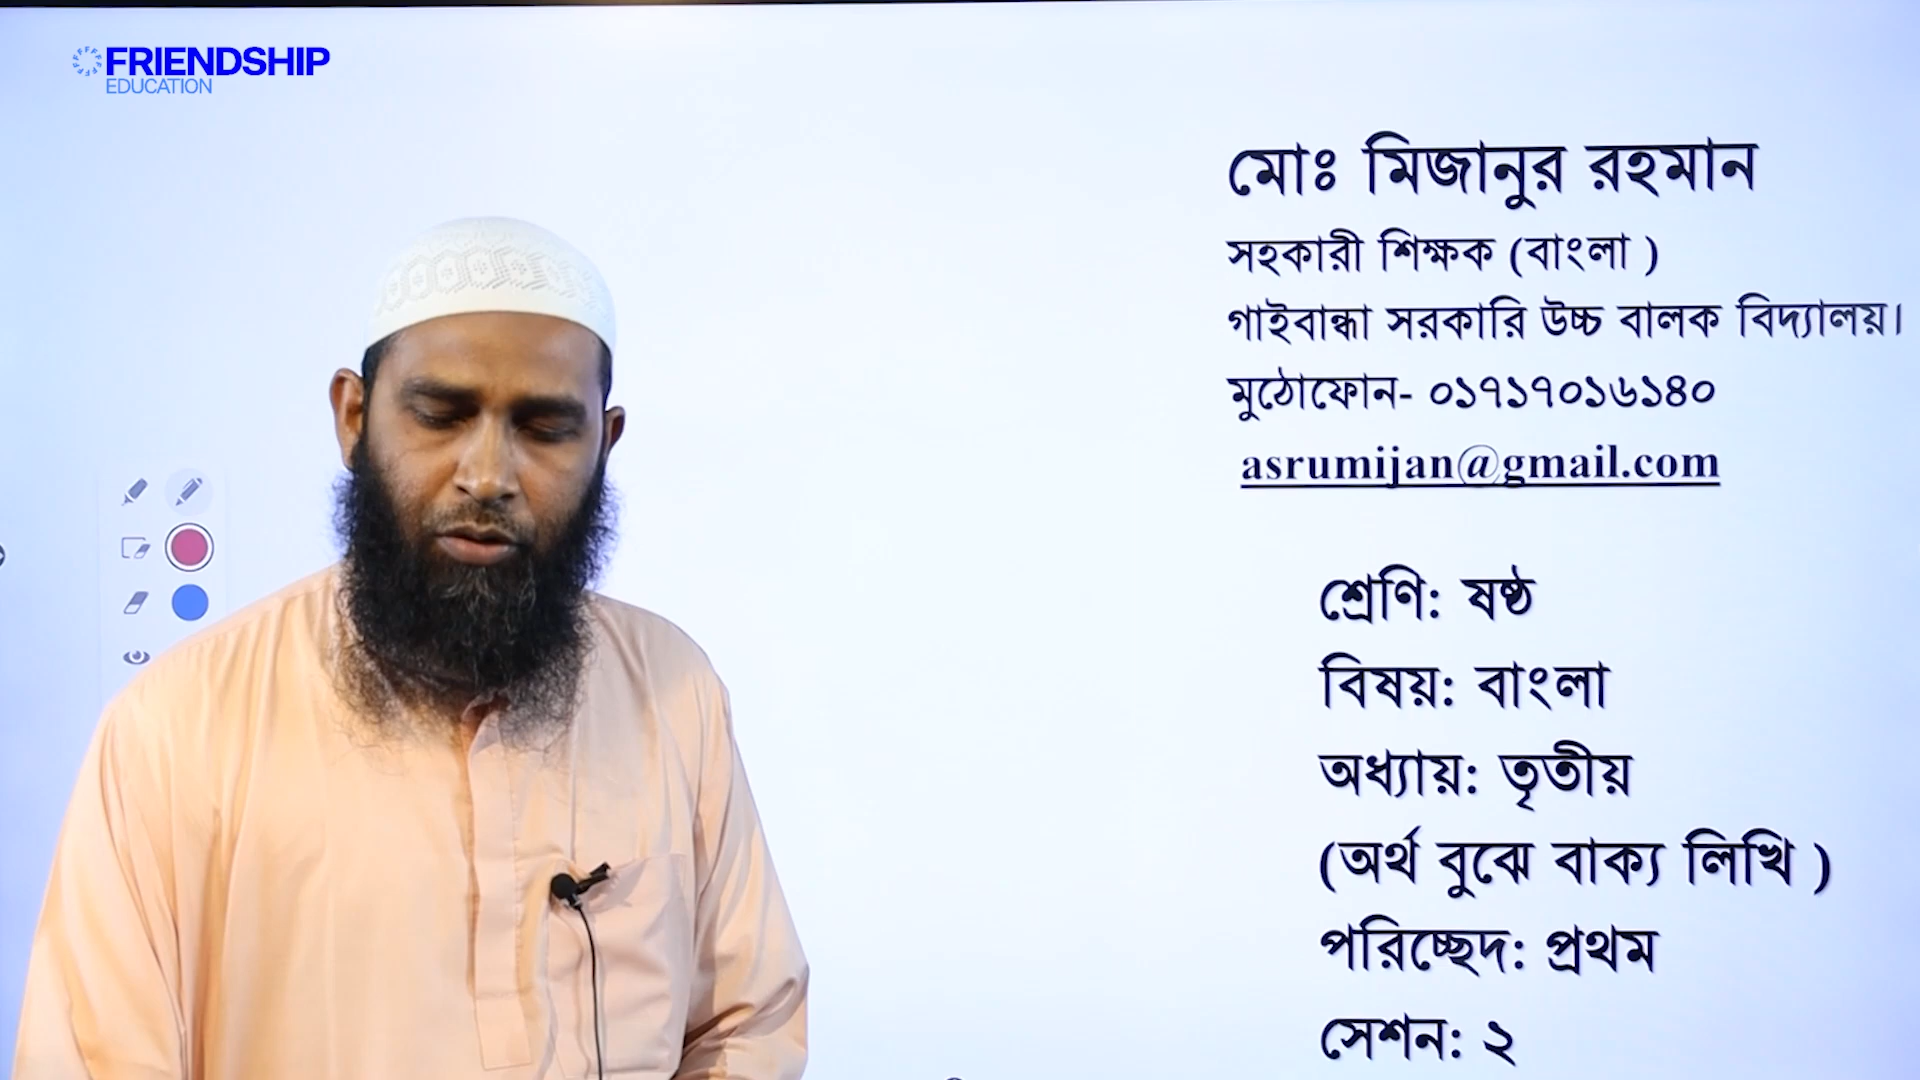 FRIENDSHIP
EDUCATION
মোঃ মিজানুর রহমান
সহকারী শিক্ষক (বাংলা )
গাইবান্ধা সরকারি উচ্চ বালক বিদ্যালয়।
মুঠোফোন- ০১৭১৭০১৬১৪০
asrumijan@gmail.com
শ্রেণি: ষষ্ঠ
বিষয়: বাংলা
অধ্যায়: তৃতীয়
(অর্থ বুঝে বাক্য লিখি )
পরিচ্ছেদ: প্রথম
সেশন: ২